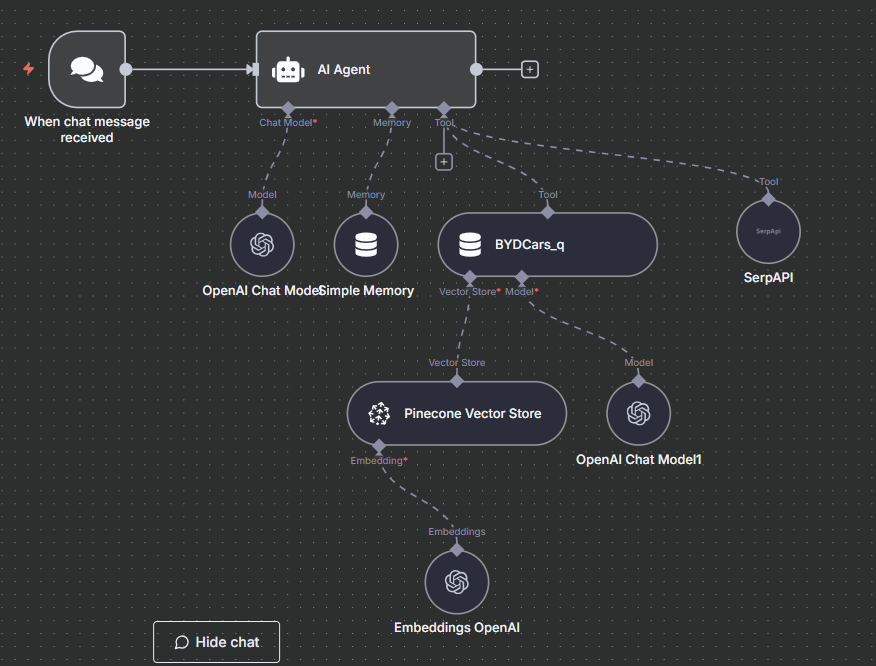 AI Agent
When chat message
received
Chat Model*
Memory
Tool
Model
Memory
Tool
Tool
BYDCars_q
SerpApi
OpenAI Chat Model
Simple Memory
SerpAPI
Vector Store*
Model*
Vector Store
Model
Pinecone Vector Store
Embedding*
OpenAI Chat Model1
Embeddings
Embeddings OpenAI
Hide chat